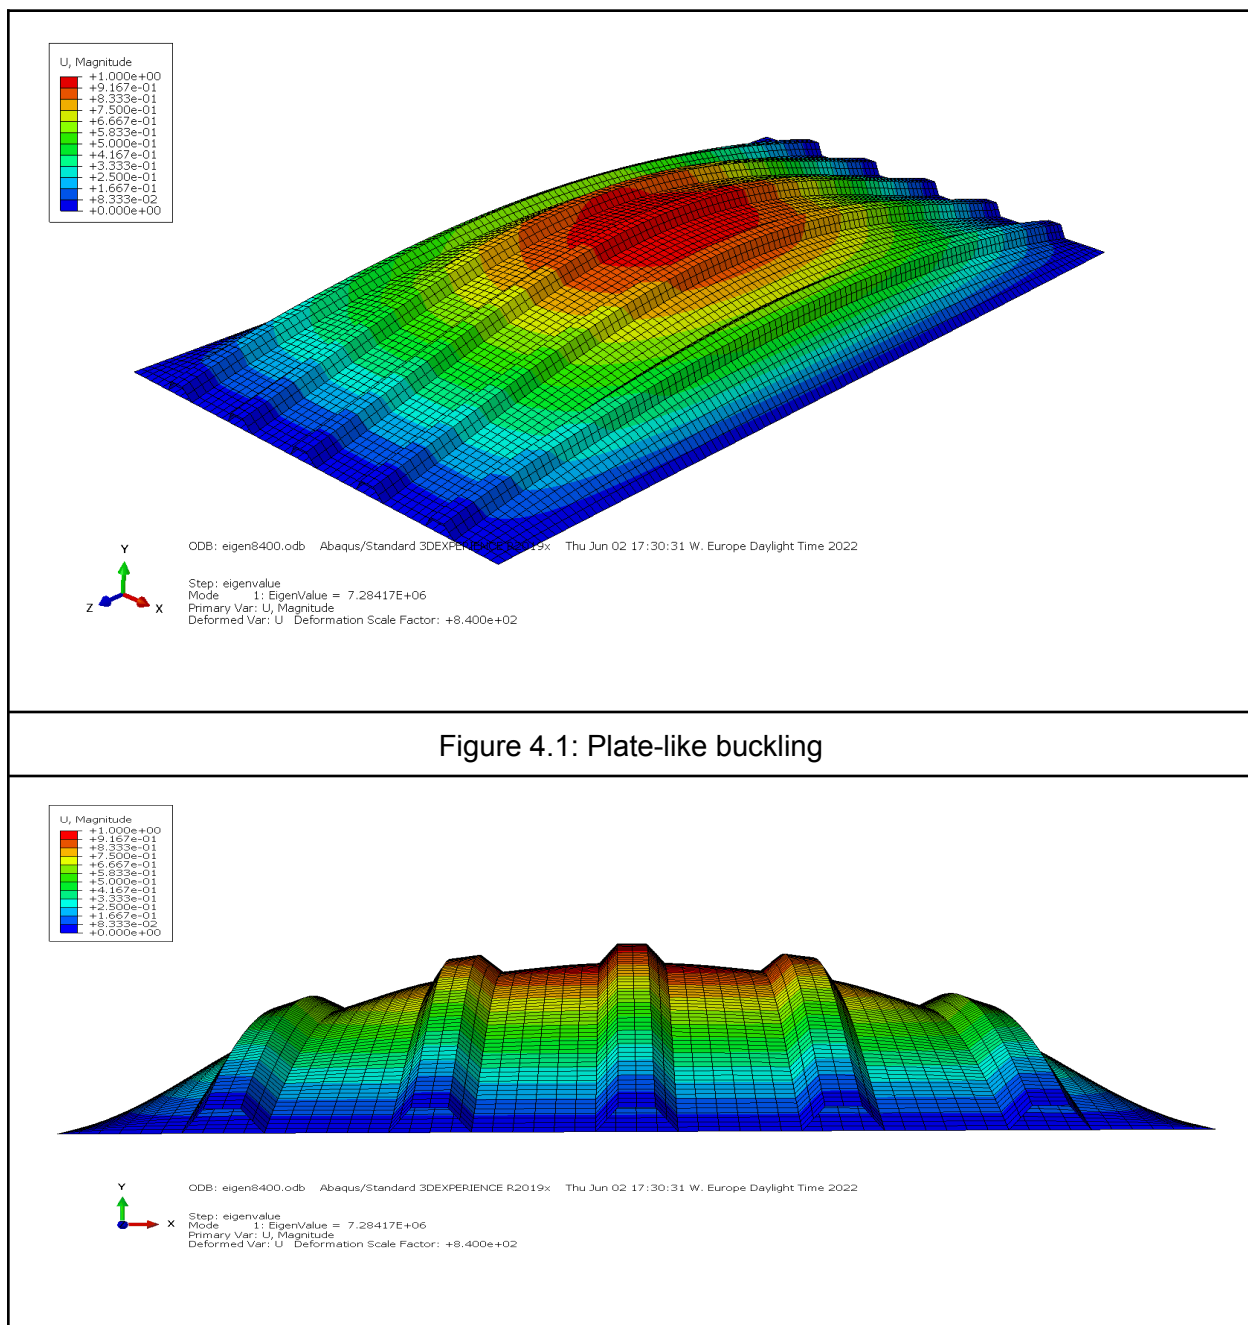 U, Magnitude
+1.000e+00
+9.167e-01
+8.333e-01
+7.500e-01
+6.667e-01
+5.833e-01
+5.000e-01
+4.167e-01
+3.333e-01
+2.500e-01
+1.667e-01
+8.333e-02
+0.000e+00
Y
Z
X
ODB: eigen8400.odb Abaqus/Standard 3DEXPERIENCE R2019x Thu Jun 02 17:30:31 W. Europe Daylight Time 2022
Step: eigenvalue
Mode 1: EigenValue = 7.28417E+06
Primary Var: U, Magnitude
Deformed Var: U Deformation Scale Factor: +8.400e+02
Figure 4.1: Plate-like buckling
U, Magnitude
+1.000e+00
+9.167e-01
+8.333e-01
+7.500e-01
+6.667e-01
+5.833e-01
+5.000e-01
+4.167e-01
+3.333e-01
+2.500e-01
+1.667e-01
+8.333e-02
+0.000e+00
Y
X
ODB: eigen8400.odb Abaqus/Standard 3DEXPERIENCE R2019x Thu Jun 02 17:30:31 W. Europe Daylight Time 2022
Step: eigenvalue
Mode 1: EigenValue = 7.28417E+06
Primary Var: U, Magnitude
Deformed Var: U Deformation Scale Factor: +8.400e+02